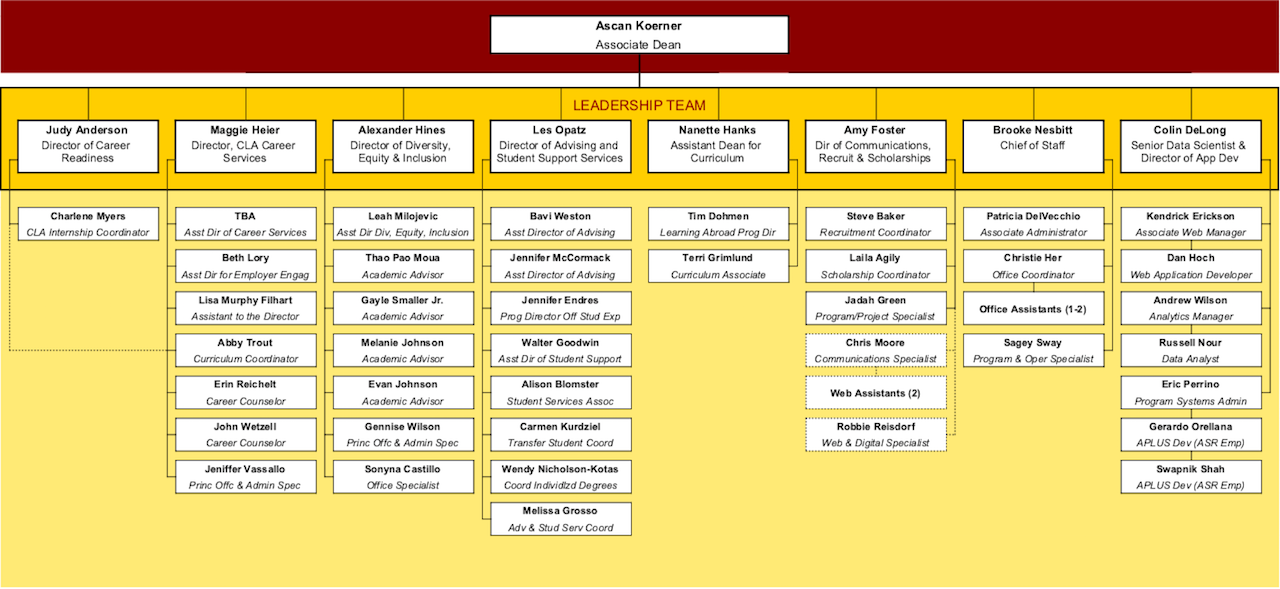 Ascan Koerner
Associate Dean
LEADERSHIP TEAM
Judy Anderson
Director of Career
Readiness
Maggie Heier
Director, CLA Career
Services
Alexander Hines
Director of Diversity,
Equity & Inclusion
Les Opatz
Director of Advising and
Student Support Services
Nanette Hanks
Assistant Dean for
Curriculum
Amy Foster
Dir of Communications,
Recruit & Scholarships
Brooke Nesbitt
Chief of Staff
Colin DeLong
Senior Data Scientist &
Director of App Dev
Charlene Myers
CLA Internship Coordinator
TBA
Asst Dir of Career Services
Beth Lory
Asst Dir for Employer Engag
Lisa Murphy Filhart
Assistant to the Director
Abby Trout
Curriculum Coordinator
Erin Reichelt
Career Counselor
John Wetzell
Career Counselor
Jeniffer Vassallo
Princ Offc & Admin Spec
Leah Milojevic
Asst Dir Div, Equity, Inclusion
Thao Pao Moua
Academic Advisor
Gayle Smaller Jr.
Academic Advisor
Melanie Johnson
Academic Advisor
Evan Johnson
Academic Advisor
Gennise Wilson
Princ Offc & Admin Spec
Sonyna Castillo
Office Specialist
Bavi Weston
Asst Director of Advising
Jennifer McCormack
Asst Director of Advising
Jennifer Endres
Prog Director Off Stud Exp
Walter Goodwin
Asst Dir of Student Support
Alison Blomster
Student Services Assoc
Carmen Kurdziel
Transfer Student Coord
Wendy Nicholson-Kotas
Coord Individlzd Degrees
Melissa Grosso
Adv & Stud Serv Coord
Tim Dohmen
Learning Abroad Prog Dir
Terri Grimlund
Curriculum Associate
Steve Baker
Recruitment Coordinator
Laila Agily
Scholarship Coordinator
Jadah Green
Program/Project Specialist
Chris Moore
Communications Specialist
Web Assistants (2)
Robbie Reisdorf
Web & Digital Specialist
Patricia DelVecchio
Associate Administrator
Christie Her
Office Coordinator
Office Assistants (1-2)
Sagey Sway
Program & Oper Specialist
Kendrick Erickson
Associate Web Manager
Dan Hoch
Web Application Developer
Andrew Wilson
Analytics Manager
Russell Nour
Data Analyst
Eric Perrino
Program Systems Admin
Gerardo Orellana
APLUS Dev (ASR Emp)
Swapnik Shah
APLUS Dev (ASR Emp)